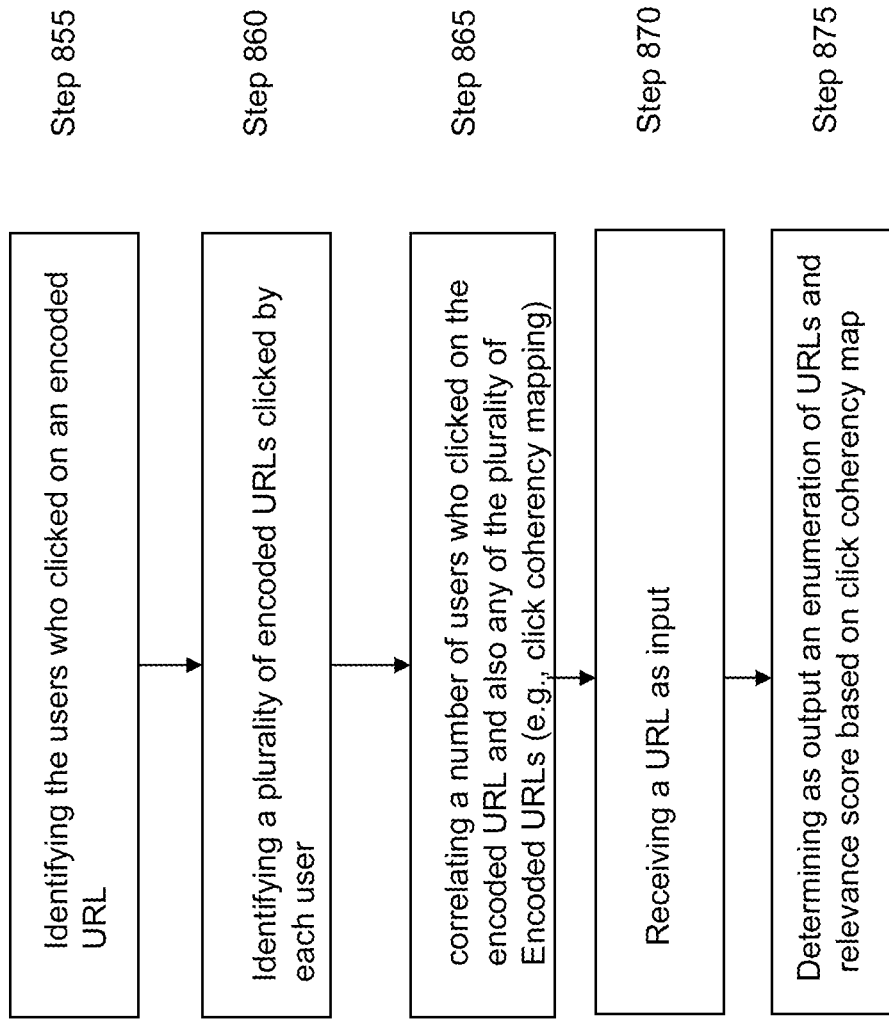 Identifying the users who clicked on an encoded
URL
Step 855
Identifying a plurality of encoded URLs clicked by
each user
Step 860
correlating a number of users who clicked on the
encoded URL and also any of the plurality of
Encoded URLs (e.g., click coherency mapping)
Step 865
Receiving a URL as input
Step 870
Determining as output an enumeration of URLs and
relevance score based on click coherency map
Step 875